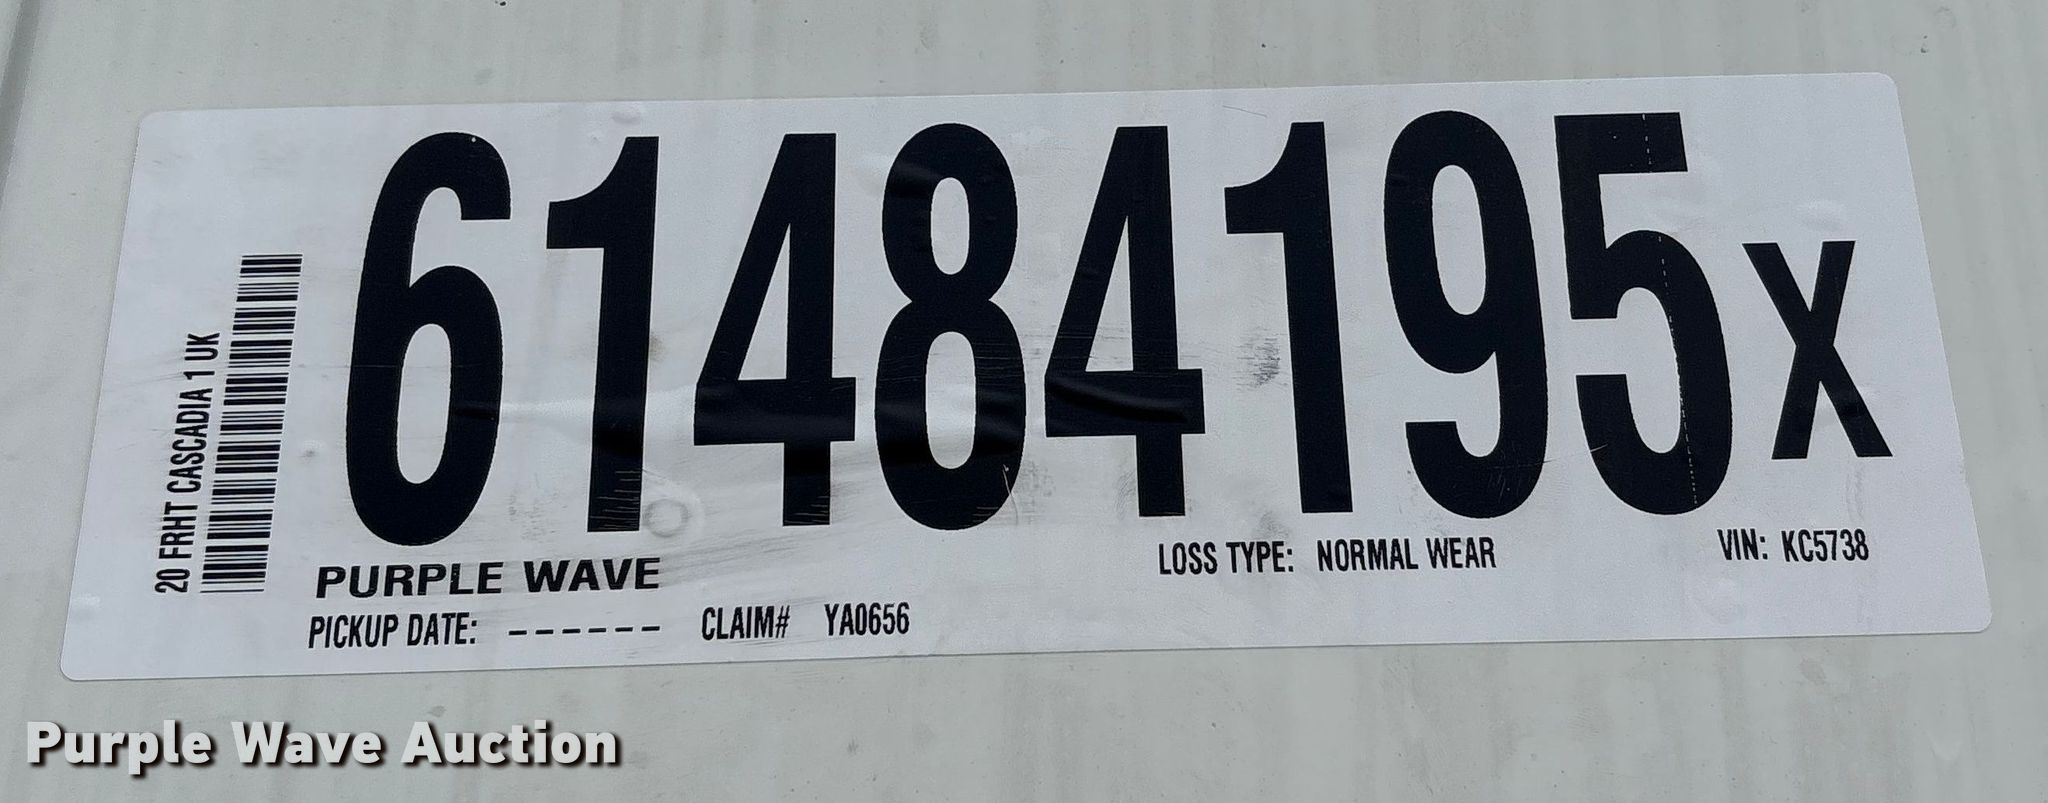 20 FRHT CASCADIA 1 UK
61484195X
PURPLE WAVE
LOSS TYPE: NORMAL WEAR
VIN: KC5738
PICKUP DATE: ------
CLAIM# YA0656
Purple Wave Auction